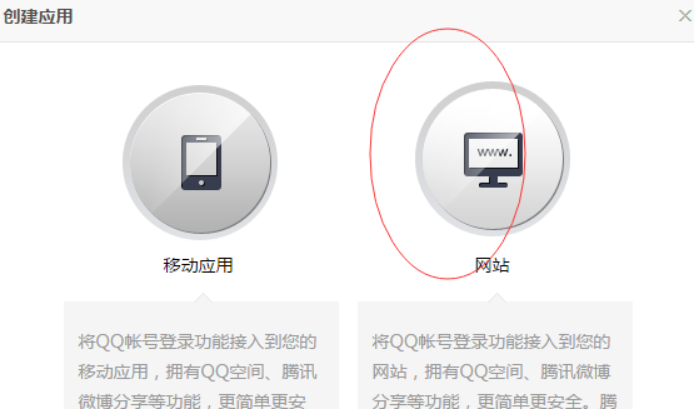 创建应用
www.
移动应用
网站
将QQ帐号登录功能接入到您的
移动应用，拥有QQ空间、腾讯
微博分享等功能，更简单更安
将QQ帐号登录功能接入到您的
网站，拥有QQ空间、腾讯微博
分享等功能，更简单更安全。腾